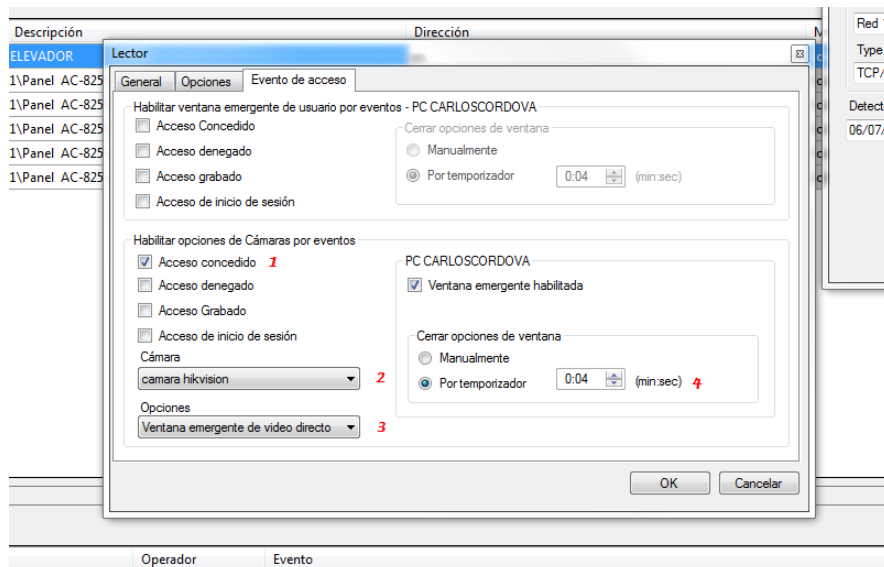 Descripción Dirección
Red
ELEVADOR
Lector
Type
1\Panel AC-825
General Opciones Evento de acceso
TCP/
1\Panel AC-825
Habilitar ventana emergente de usuario por eventos - PC CARLOSCORDOVA
Detect
1\Panel AC-825
Acceso Concedido
Cerrar opciones de ventana
06/07/
1\Panel AC-825
Acceso denegado
Manualmente
1\Panel AC-825
Acceso grabado
Por temporizador 0:04 (min:sec)
Acceso de inicio de sesión
Habilitar opciones de Cámaras por eventos
Acceso concedido 1
PC CARLOSCORDOVA
Acceso denegado
Ventana emergente habilitada
Acceso Grabado
Acceso de inicio de sesión
Cerrar opciones de ventana
Cámara
Manualmente
camara hikvision 2
Por temporizador 0:04 (min:sec) 4
Opciones
Ventana emergente de video directo 3
OK Cancelar
Operador Evento